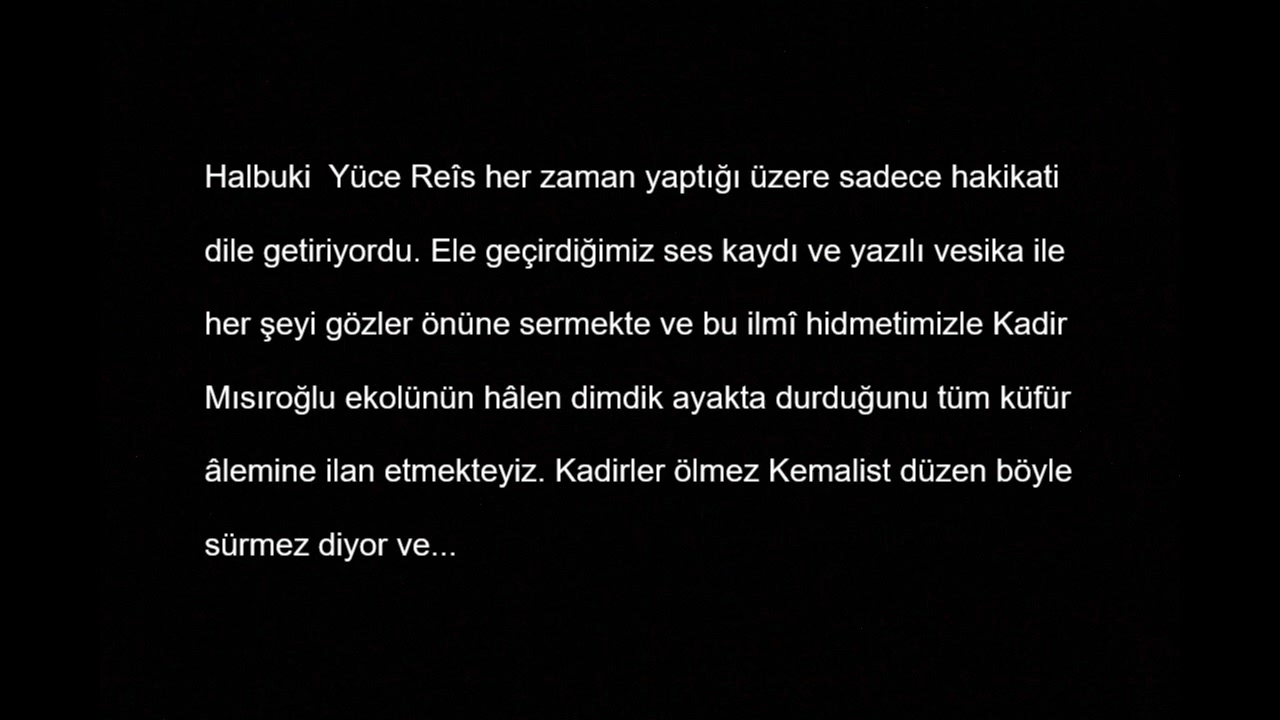 Halbuki  Yüce Reîs her zaman yaptığı üzere sadece hakikati
dile getiriyordu. Ele geçirdiğimiz ses kaydı ve yazılı vesika ile
her şeyi gözler önüne sermekte ve bu ilmî hidmetimizle Kadir
Mısıroğlu ekolünün hâlen dimdik ayakta durduğunu tüm küfür
âlemine ilan etmekteyiz. Kadirler ölmez Kemalist düzen böyle
sürmez diyor ve...